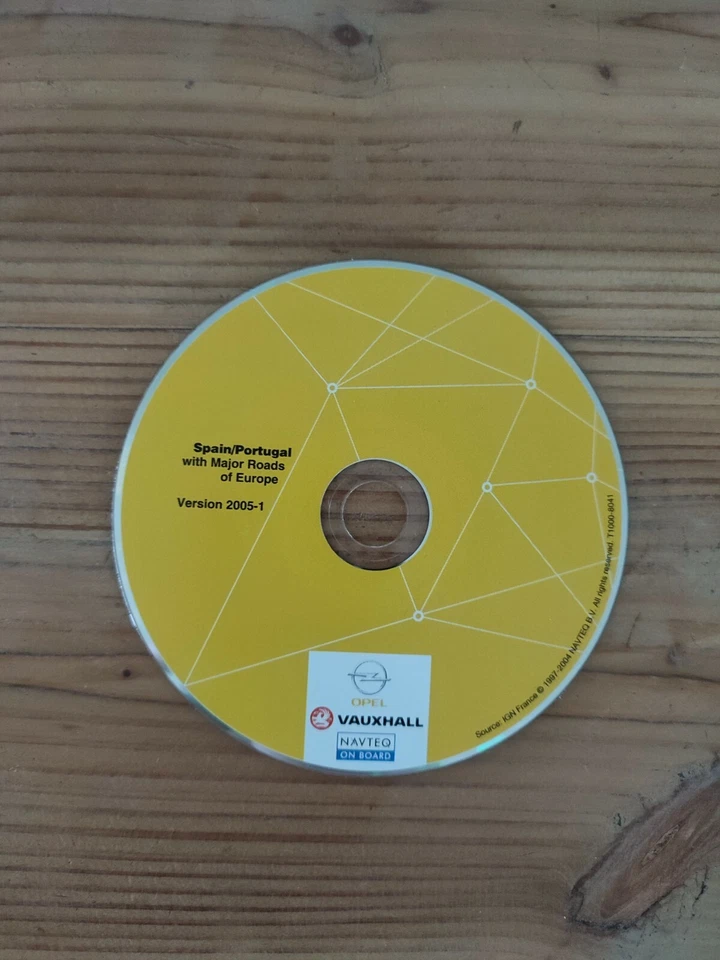 Spain/Portugal
with Major Roads
of Europe
Version 2005-1
OPEL
VAUXHALL
NAVTEQ
ON BOARD
Source: IGN France © 1997-2004 NAVTEQ B.V. All rights reserved. T1000-8041